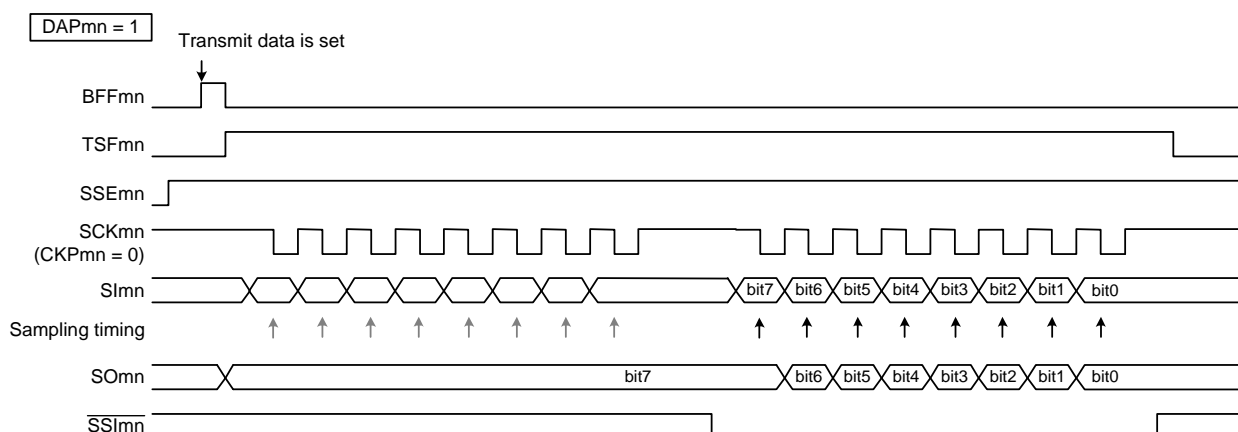 DAPmn = 1
Transmit data is set
BFFmn
TSFmn
SSEmn
SCKmn
(CKPmn = 0)
SImn
bit7 bit6 bit5 bit4 bit3 bit2 bit1 bit0
Sampling timing
SOmn
bit7 bit6 bit5 bit4 bit3 bit2 bit1 bit0
SSImn